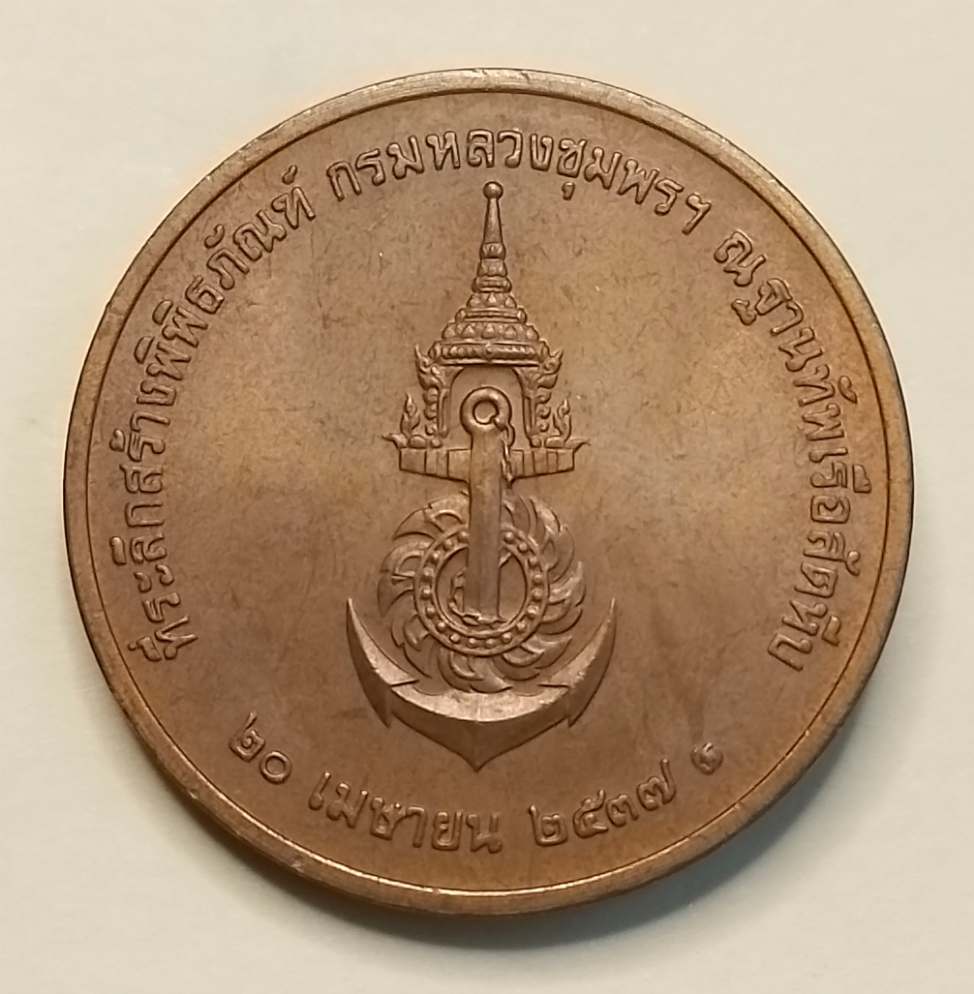 ที่ระลึกสร้างพิพิธภัณฑ์ กรมหลวงชุมพรฯ ณ ฐานทัพเรือสัตหีบ
๒๐ เมษายน ๒๕๓๗